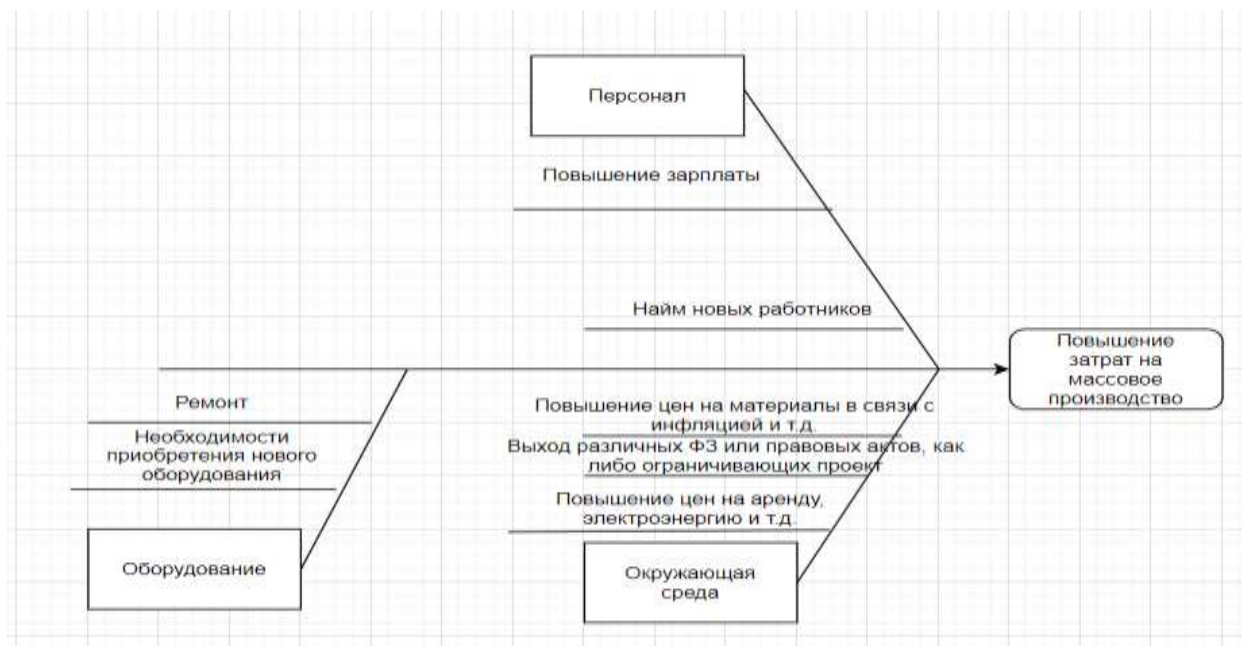 Персонал
Повышение зарплаты
Найм новых работников
Повышение
затрат на
массовое
производство
Ремонт
Необходимости
приобретения нового
оборудования
Оборудование
Повышение цен на материалы в связи с
инфляцией и т.д.
Выход различных ФЗ или правовых актов, как
либо ограничивающих проект
Повышение цен на аренду,
электроэнергию и т.д.
Окружающая
среда